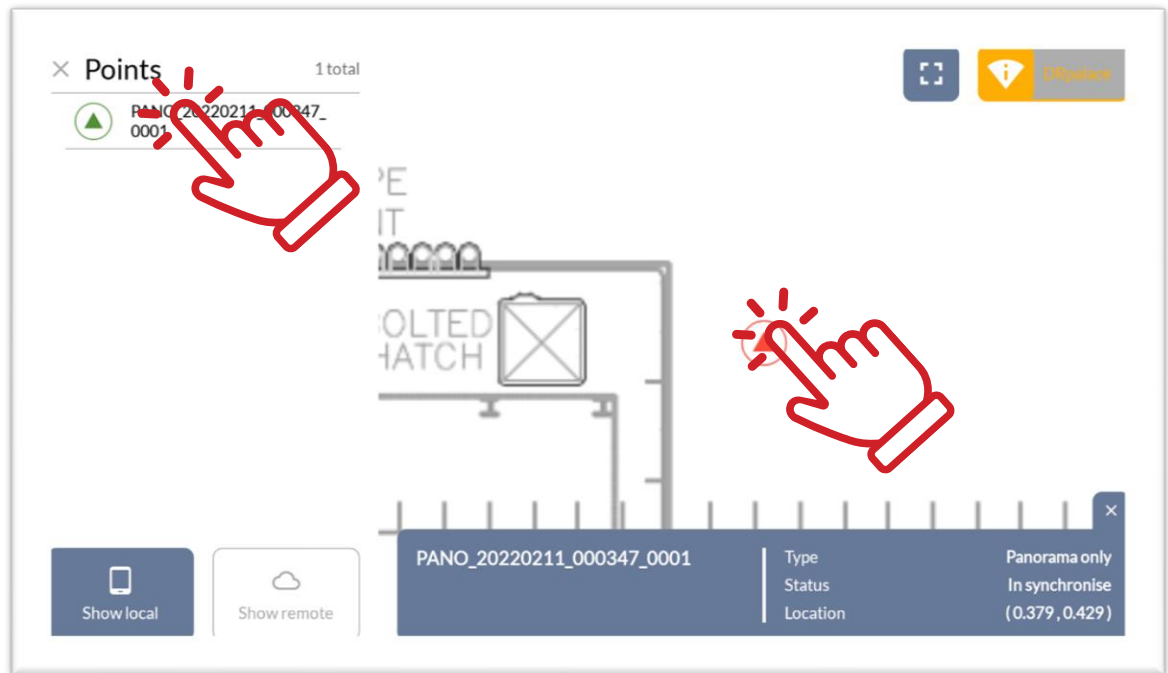 Points
1 total
PANO_20220211_000347_
0001
DRpalace
PE
IT
OLTED
HATCH
PANO_20220211_000347_0001
Type
Panorama only
Status
In synchronise
Location
(0.379, 0.429)
Show local
Show remote